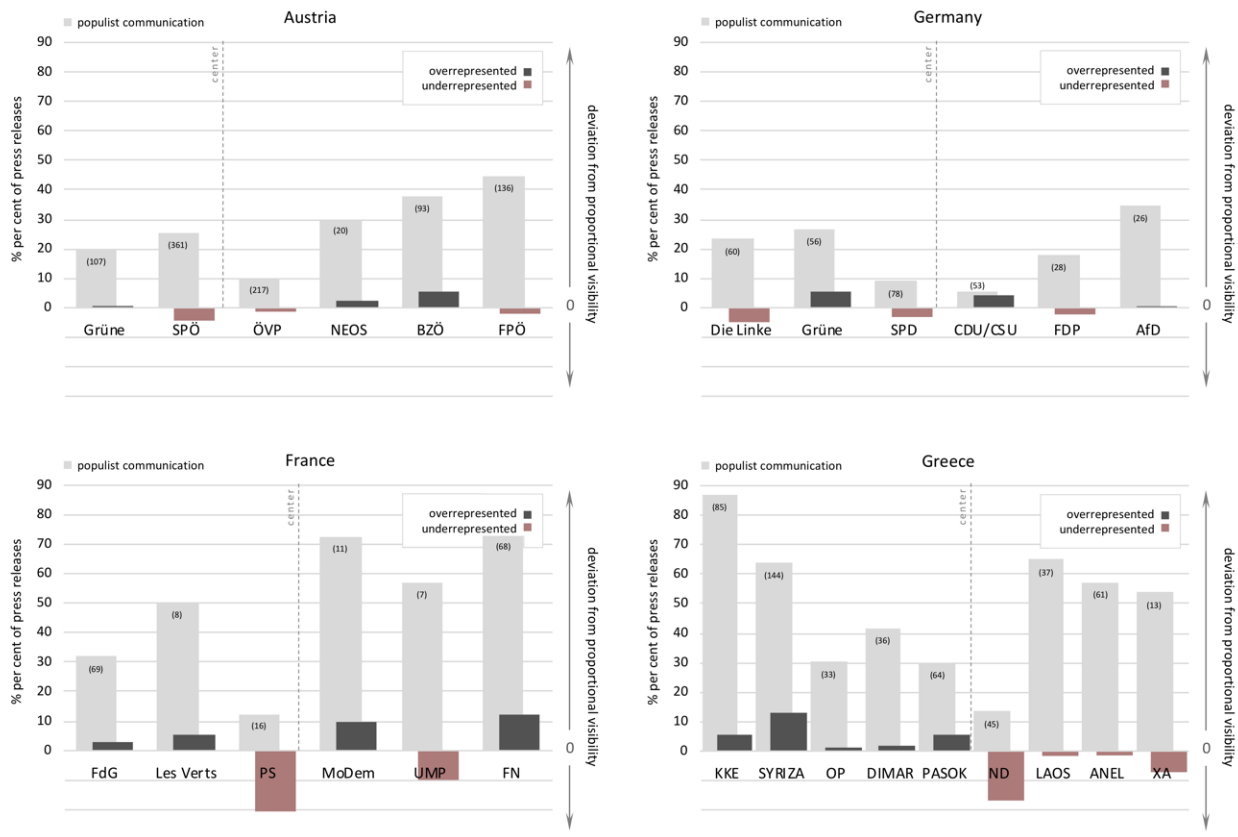 Austria
populist communication
90
80
70
60
50
40
30
20
10
0
% per cent of press releases
center
overrepresented
underrepresented
(107)
(361)
(217)
(20)
(93)
(136)
Grüne SPÖ ÖVP NEOS BZÖ FPÖ
0
deviation from proportional visibility
Germany
populist communication
90
80
70
60
50
40
30
20
10
0
% per cent of press releases
center
overrepresented
underrepresented
(60)
(56)
(78)
(53)
(28)
(26)
Die Linke Grüne SPD CDU/CSU FDP AfD
0
deviation from proportional visibility
France
populist communication
90
80
70
60
50
40
30
20
10
0
% per cent of press releases
center
overrepresented
underrepresented
(69)
(8)
(16)
(11)
(7)
(68)
FdG Les Verts PS MoDem UMP FN
0
deviation from proportional visibility
Greece
populist communication
90
80
70
60
50
40
30
20
10
0
% per cent of press releases
center
overrepresented
underrepresented
(85)
(144)
(33)
(36)
(64)
(45)
(37)
(61)
(13)
KKE SYRIZA OP DIMAR PASOK ND LAOS ANEL XA
0
deviation from proportional visibility